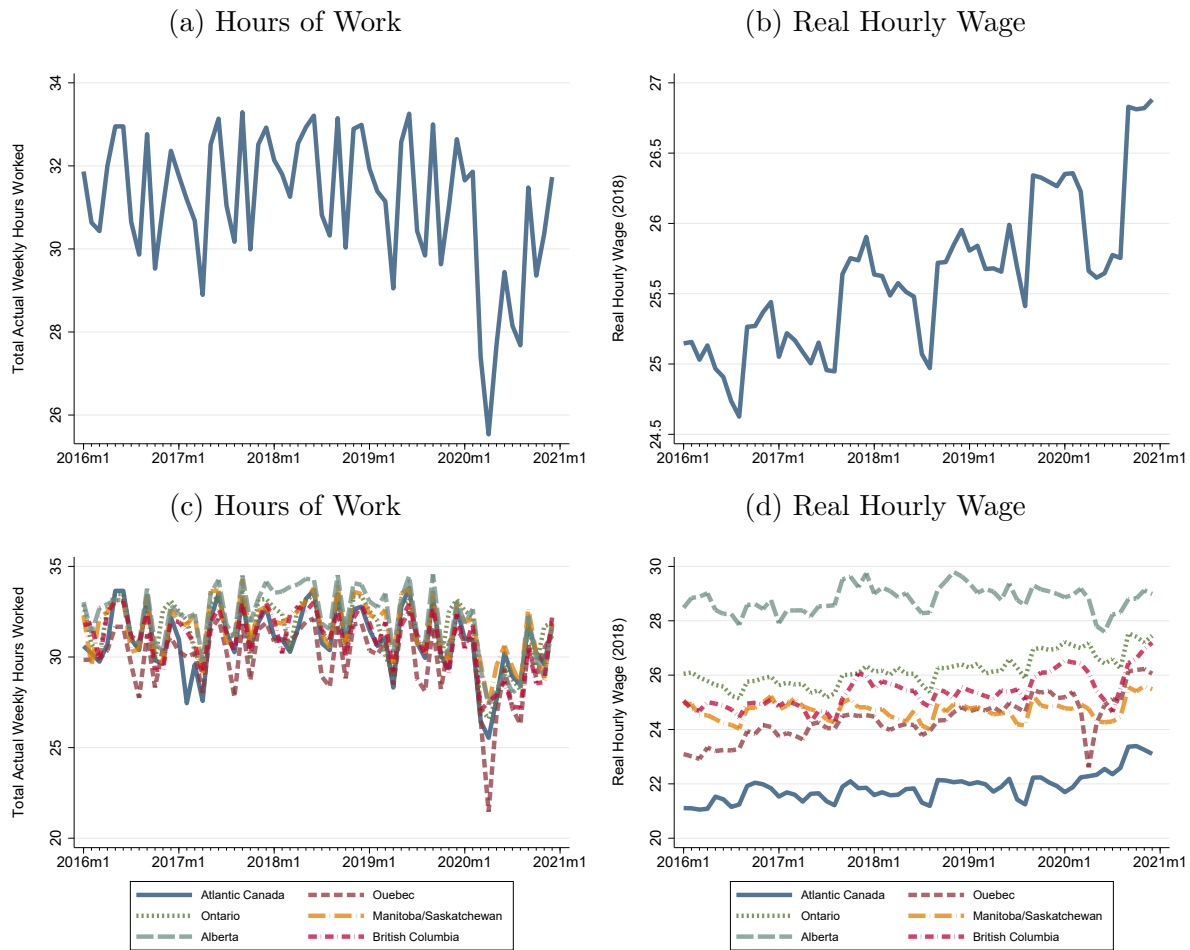 (a) Hours of Work
(b) Real Hourly Wage
Total Actual Weekly Hours Worked
34
32
30
28
26
2016m1 2017m1 2018m1 2019m1 2020m1 2021m1
Real Hourly Wage (2018)
27
26.5
26
25.5
25
24.5
2016m1 2017m1 2018m1 2019m1 2020m1 2021m1
(c) Hours of Work
(d) Real Hourly Wage
Total Actual Weekly Hours Worked
35
30
25
20
2016m1 2017m1 2018m1 2019m1 2020m1 2021m1
Atlantic Canada Ouebec
Ontario Manitoba/Saskatchewan
Alberta British Columbia
Real Hourly Wage (2018)
30
28
26
24
22
20
2016m1 2017m1 2018m1 2019m1 2020m1 2021m1
Atlantic Canada Ouebec
Ontario Manitoba/Saskatchewan
Alberta British Columbia